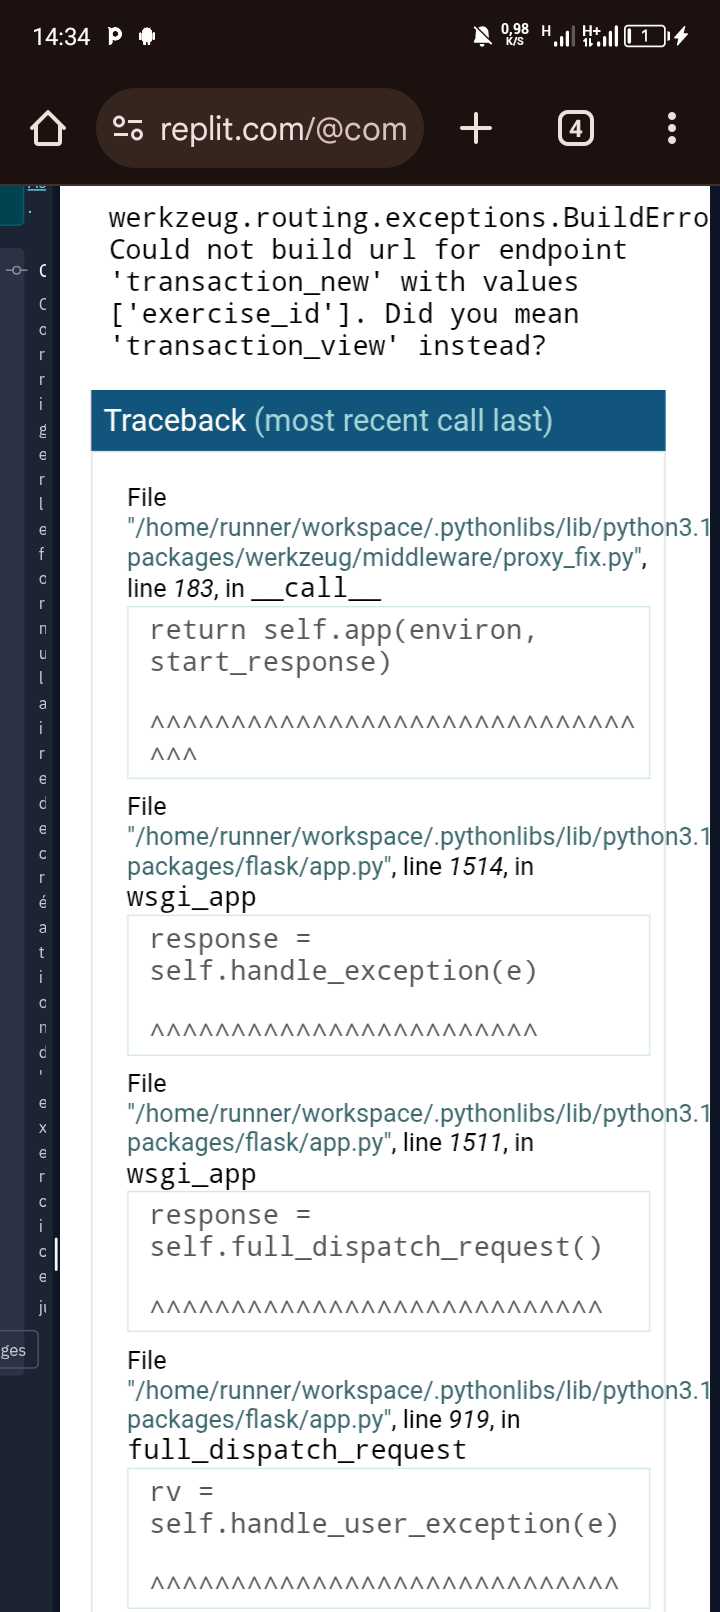 14:34
0,98
K/S
H
H+
1
replit.com/@com
4
werkzeug.routing.exceptions.BuildErro
Could not build url for endpoint
'transaction_new' with values
['exercise_id']. Did you mean
'transaction_view' instead?
Traceback (most recent call last)
File
"/home/runner/workspace/.pythonlibs/lib/python3.1
packages/werkzeug/middleware/proxy_fix.py",
line 183, in __call__
return self.app(environ,
start_response)
^^^^^^^^^^^^^^^^^^^^^^^^^^^^^^
^^^
File
"/home/runner/workspace/.pythonlibs/lib/python3.1
packages/flask/app.py", line 1514, in
wsgi_app
response =
self.handle_exception(e)
^^^^^^^^^^^^^^^^^^^^^^^^
File
"/home/runner/workspace/.pythonlibs/lib/python3.1
packages/flask/app.py", line 1511, in
wsgi_app
response =
self.full_dispatch_request()
^^^^^^^^^^^^^^^^^^^^^^^^^^^^
File
"/home/runner/workspace/.pythonlibs/lib/python3.1
packages/flask/app.py", line 919, in
full_dispatch_request
rv =
self.handle_user_exception(e)
^^^^^^^^^^^^^^^^^^^^^^^^^^^^^
C
o
r
r
i
g
e
r
l
e
f
o
r
m
u
l
a
i
r
e
d
e
c
r
é
a
t
i
o
n
d
'
e
x
e
r
c
i
c
e
ges